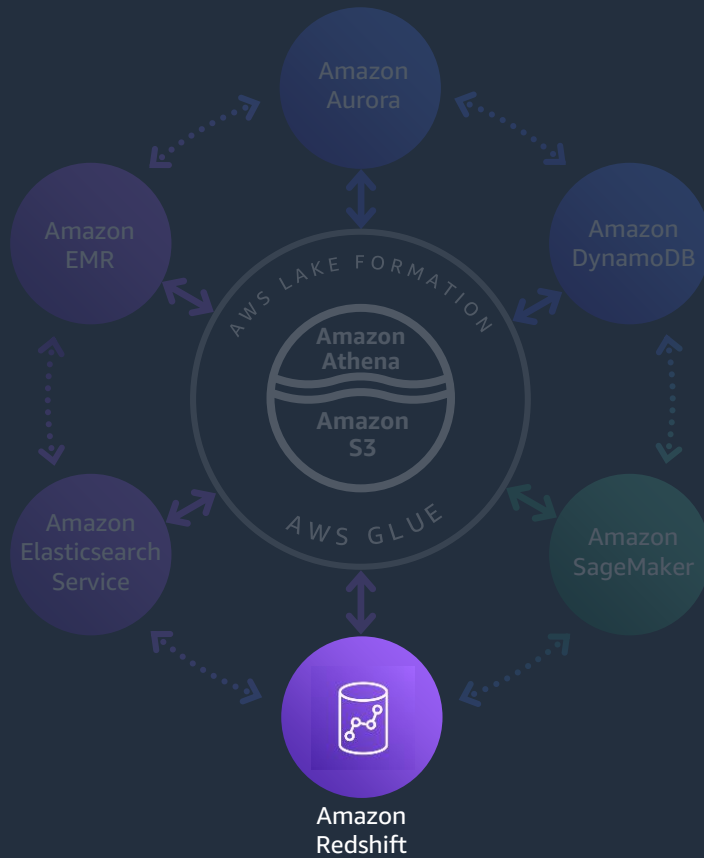 Amazon
Aurora
Amazon
EMR
Amazon
DynamoDB
AWS LAKE FORMATION
Amazon
Athena
Amazon
S3
AWS GLUE
Amazon
Elasticsearch
Service
Amazon
SageMaker
Amazon
Redshift